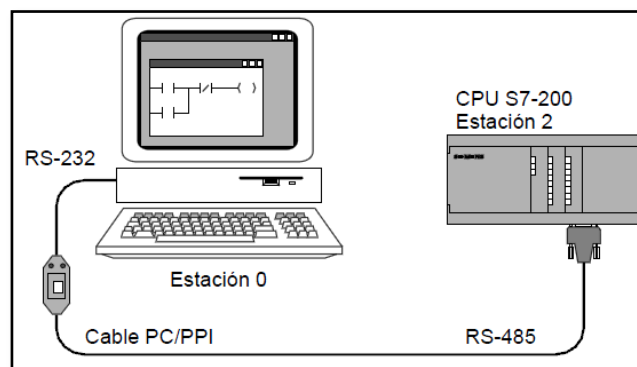 CPU S7-200
Estación 2
RS-232
Estación 0
Cable PC/PPI
RS-485